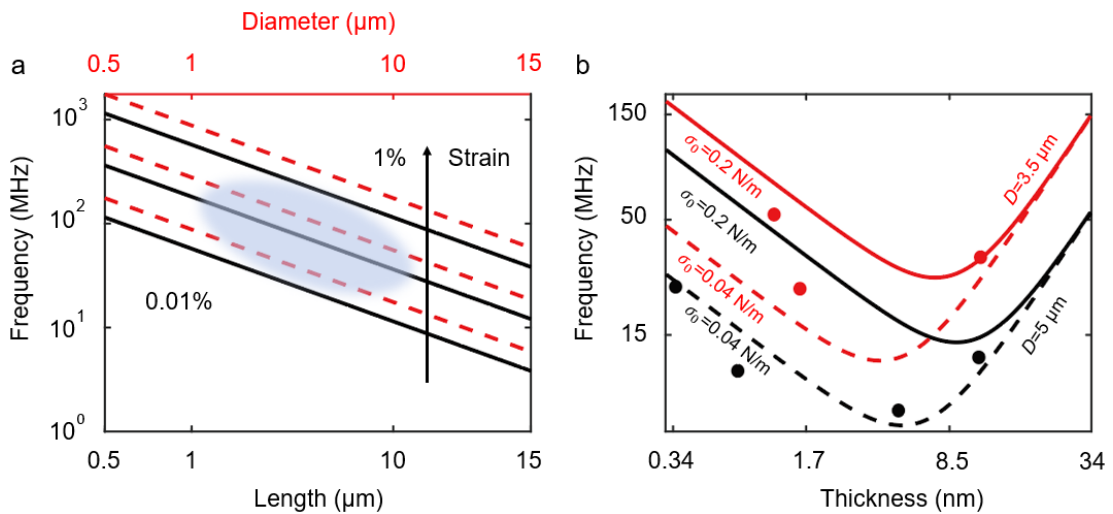 a
Diameter (µm)
0.5 1 10 15
10³
10²
10¹
10⁰
Frequency (MHz)
1% Strain
0.01%
0.5 1 10 15
Length (µm)
b
150
50
15
Frequency (MHz)
σ₀=0.2 N/m
σ₀=0.2 N/m
σ₀=0.04 N/m
σ₀=0.04 N/m
D=3.5 µm
D=5 µm
0.34 1.7 8.5 34
Thickness (nm)